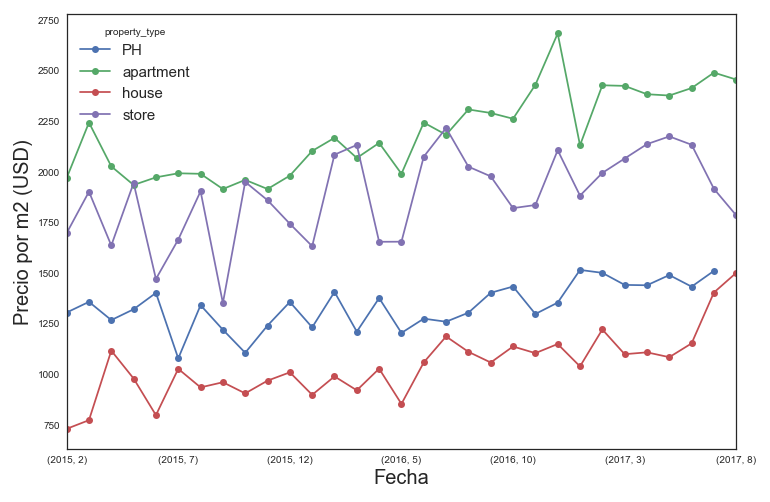 property_type
PH
apartment
house
store
Precio por m2 (USD)
2750
2500
2250
2000
1750
1500
1250
1000
750
(2015, 2) (2015, 7) (2015, 12) (2016, 5) (2016, 10) (2017, 3) (2017, 8)
Fecha